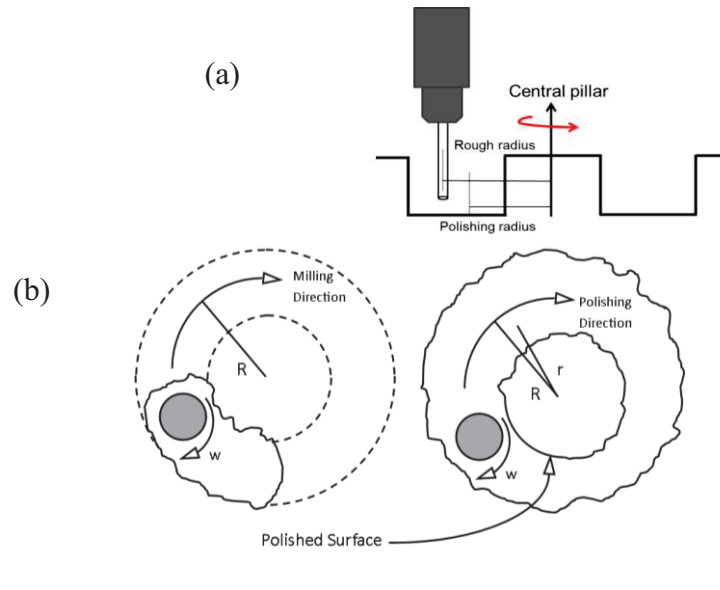 (a)
Central pillar
Rough radius
Polishing radius
(b)
Milling
Direction
R
w
Polishing
Direction
r
R
w
Polished Surface